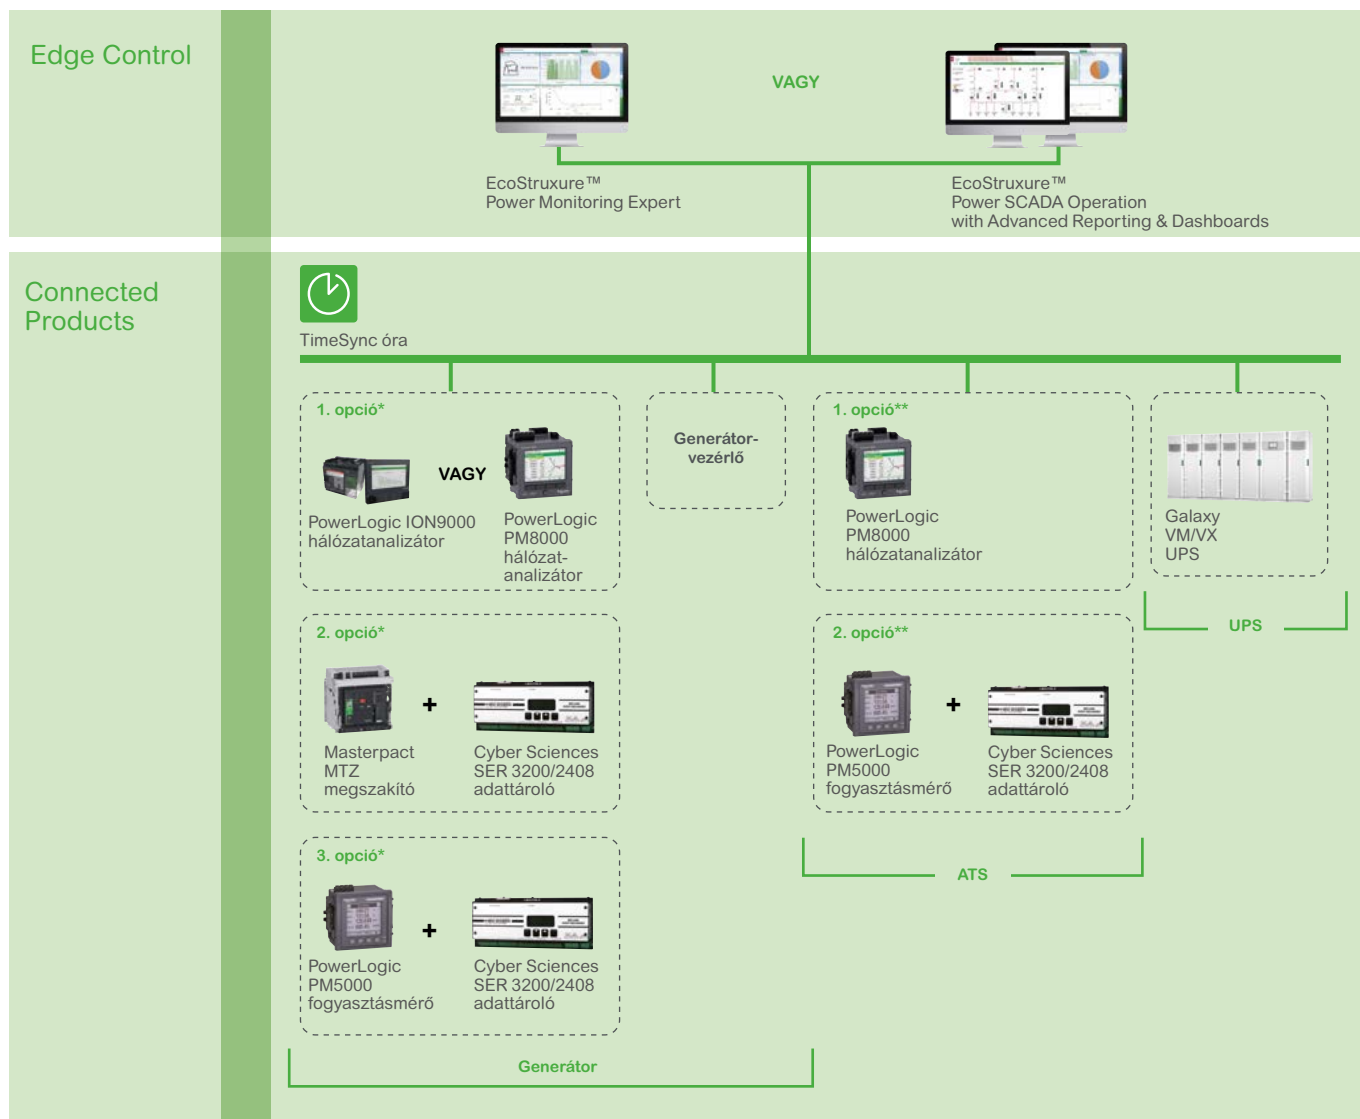 Edge Control
VAGY
EcoStruxure™
Power Monitoring Expert
EcoStruxure™
Power SCADA Operation
with Advanced Reporting & Dashboards
Connected
Products
TimeSync óra
1. opció*
VAGY
PowerLogic ION9000
hálózatanalizátor
PowerLogic
PM8000
hálózat-
analizátor
Generátor-
vezérlő
1. opció**
PowerLogic
PM8000
hálózatanalizátor
Galaxy
VM/VX
UPS
UPS
2. opció*
+
Masterpact
MTZ
megszakító
Cyber Sciences
SER 3200/2408
adattároló
2. opció**
+
PowerLogic
PM5000
fogyasztásmérő
Cyber Sciences
SER 3200/2408
adattároló
ATS
3. opció*
+
PowerLogic
PM5000
fogyasztásmérő
Cyber Sciences
SER 3200/2408
adattároló
Generátor